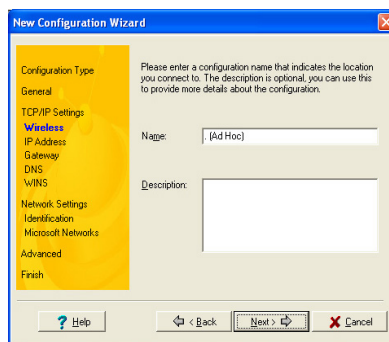 New Configuration Wizard
Configuration Type
General
TCP/IP Settings
Wireless
IP Address
Gateway
DNS
WINS
Network Settings
Identification
Microsoft Networks
Advanced
Finish
Please enter a configuration name that indicates the location
you connect to. The description is optional, you can use this
to provide more details about the configuration.
Name:
. (Ad Hoc)
Description:
? Help
< Back
Next >
Cancel